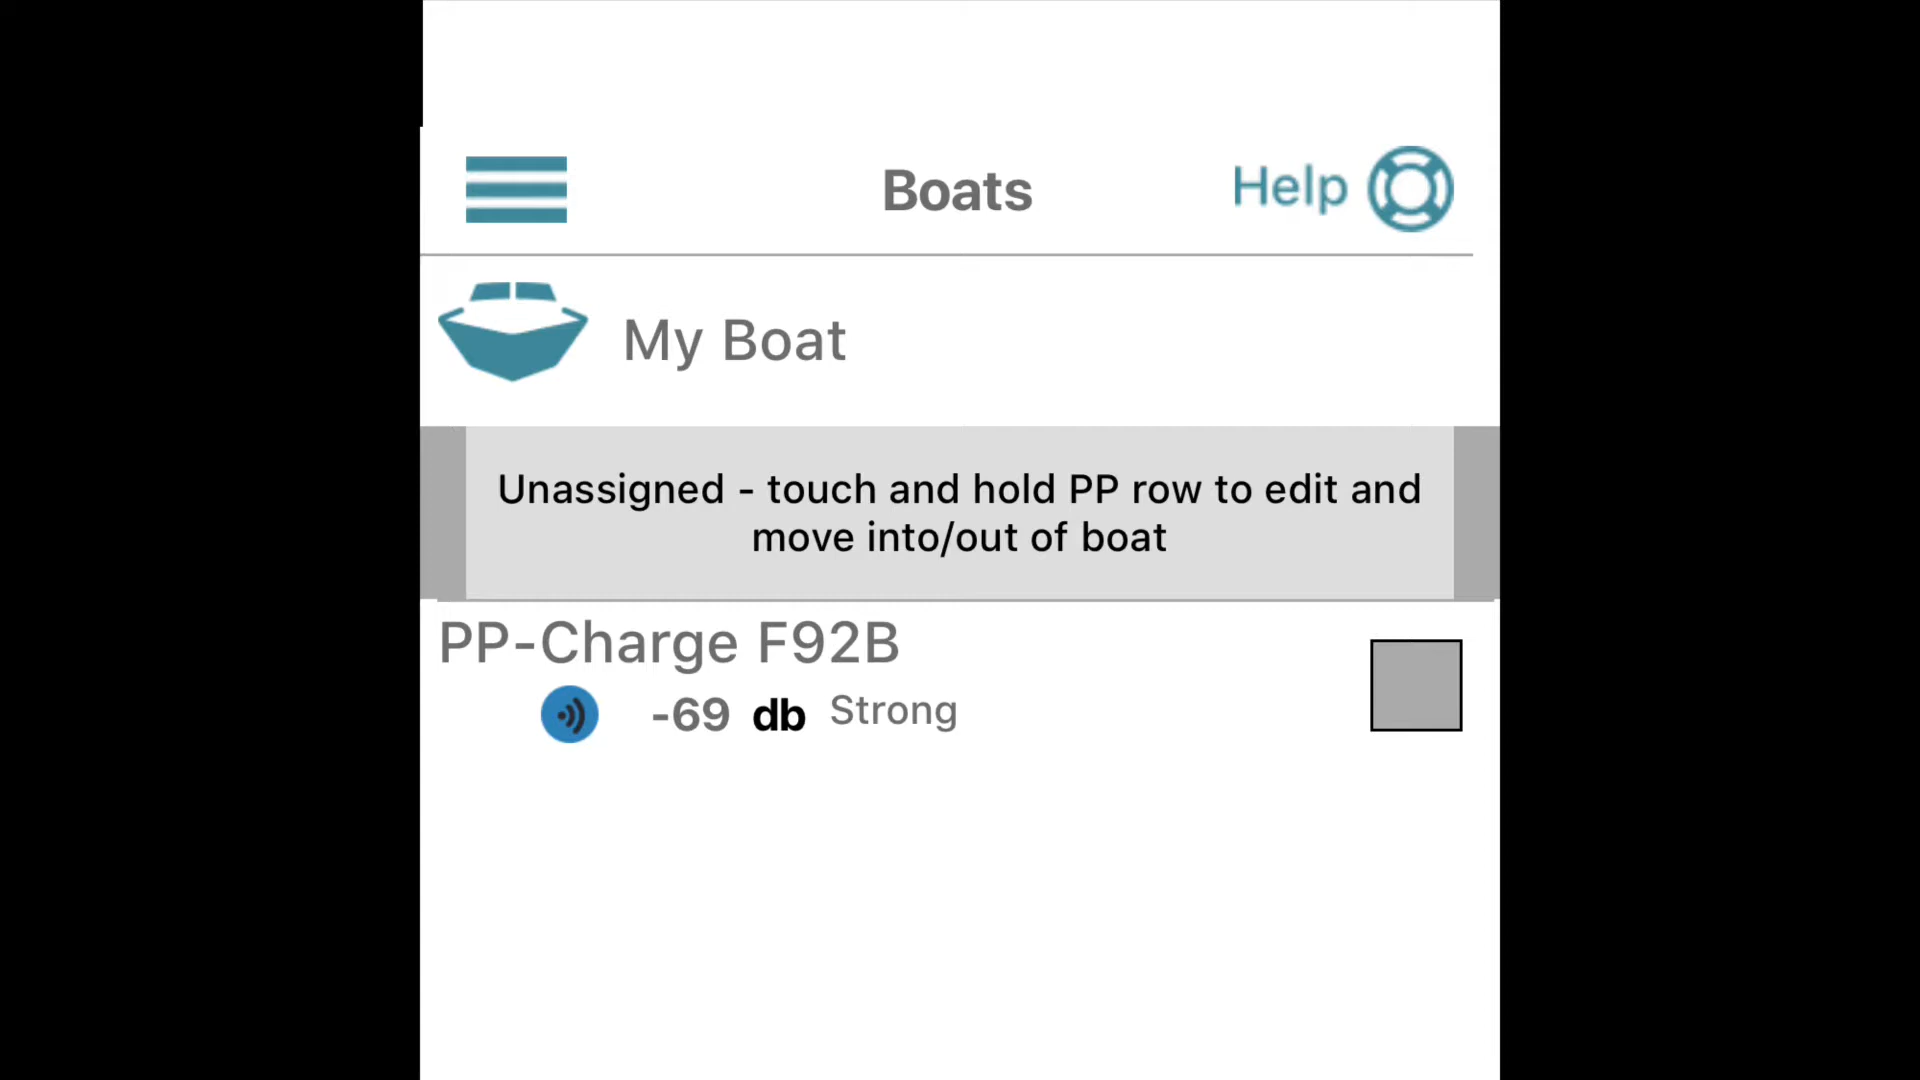 Boats
Help
My Boat
Unassigned - touch and hold PP row to edit and
move into/out of boat
PP-Charge F92B
-69 db Strong